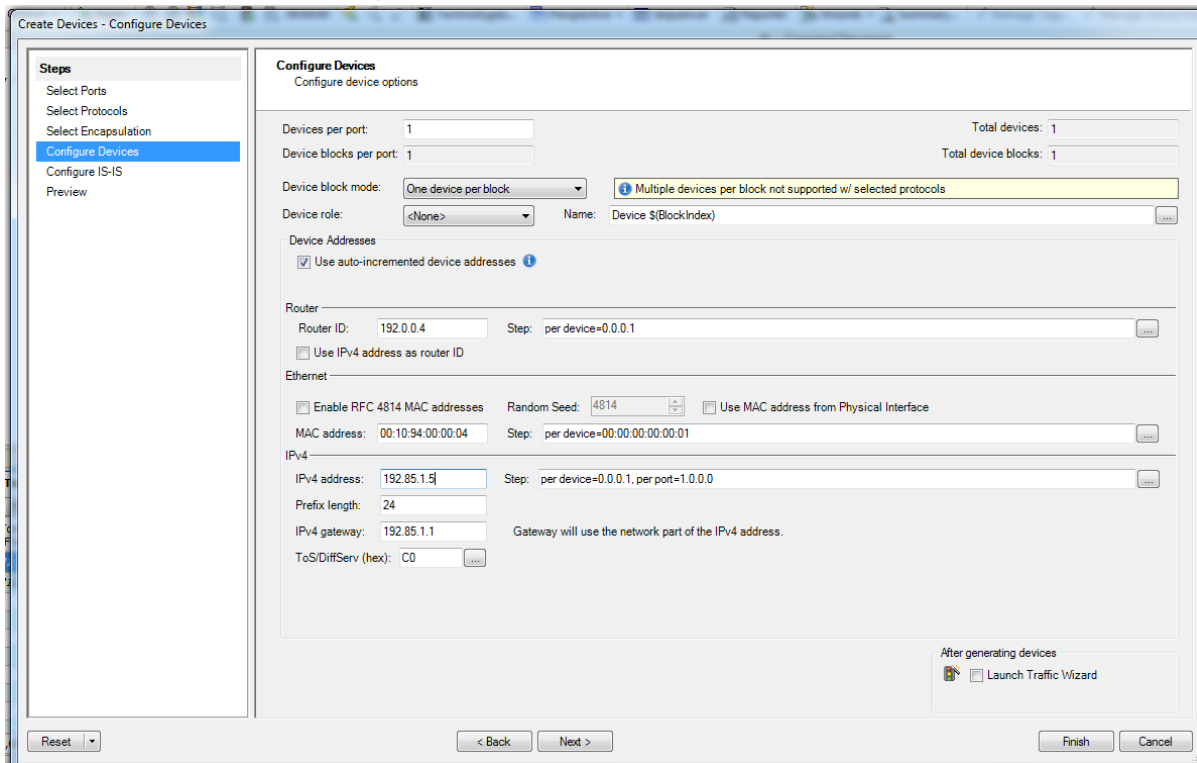 Create Devices - Configure Devices
Steps
Select Ports
Select Protocols
Select Encapsulation
Configure Devices
Configure IS-IS
Preview
Configure Devices
Configure device options
Devices per port: 1 Total devices: 1
Device blocks per port: 1 Total device blocks: 1
Device block mode: One device per block Multiple devices per block not supported w/ selected protocols
Device role: <None> Name: Device $(BlockIndex) ...
Device Addresses
Use auto-incremented device addresses
Router
Router ID: 192.0.0.4 Step: per device=0.0.0.1 ...
Use IPv4 address as router ID
Ethernet
Enable RFC 4814 MAC addresses Random Seed: 4814 Use MAC address from Physical Interface
MAC address: 00:10:94:00:00:04 Step: per device=00:00:00:00:00:01 ...
IPv4
IPv4 address: 192.85.1.5 Step: per device=0.0.0.1, per port=1.0.0.0 ...
Prefix length: 24
IPv4 gateway: 192.85.1.1 Gateway will use the network part of the IPv4 address.
ToS/DiffServ (hex): C0 ...
After generating devices
Launch Traffic Wizard
Reset < Back Next > Finish Cancel